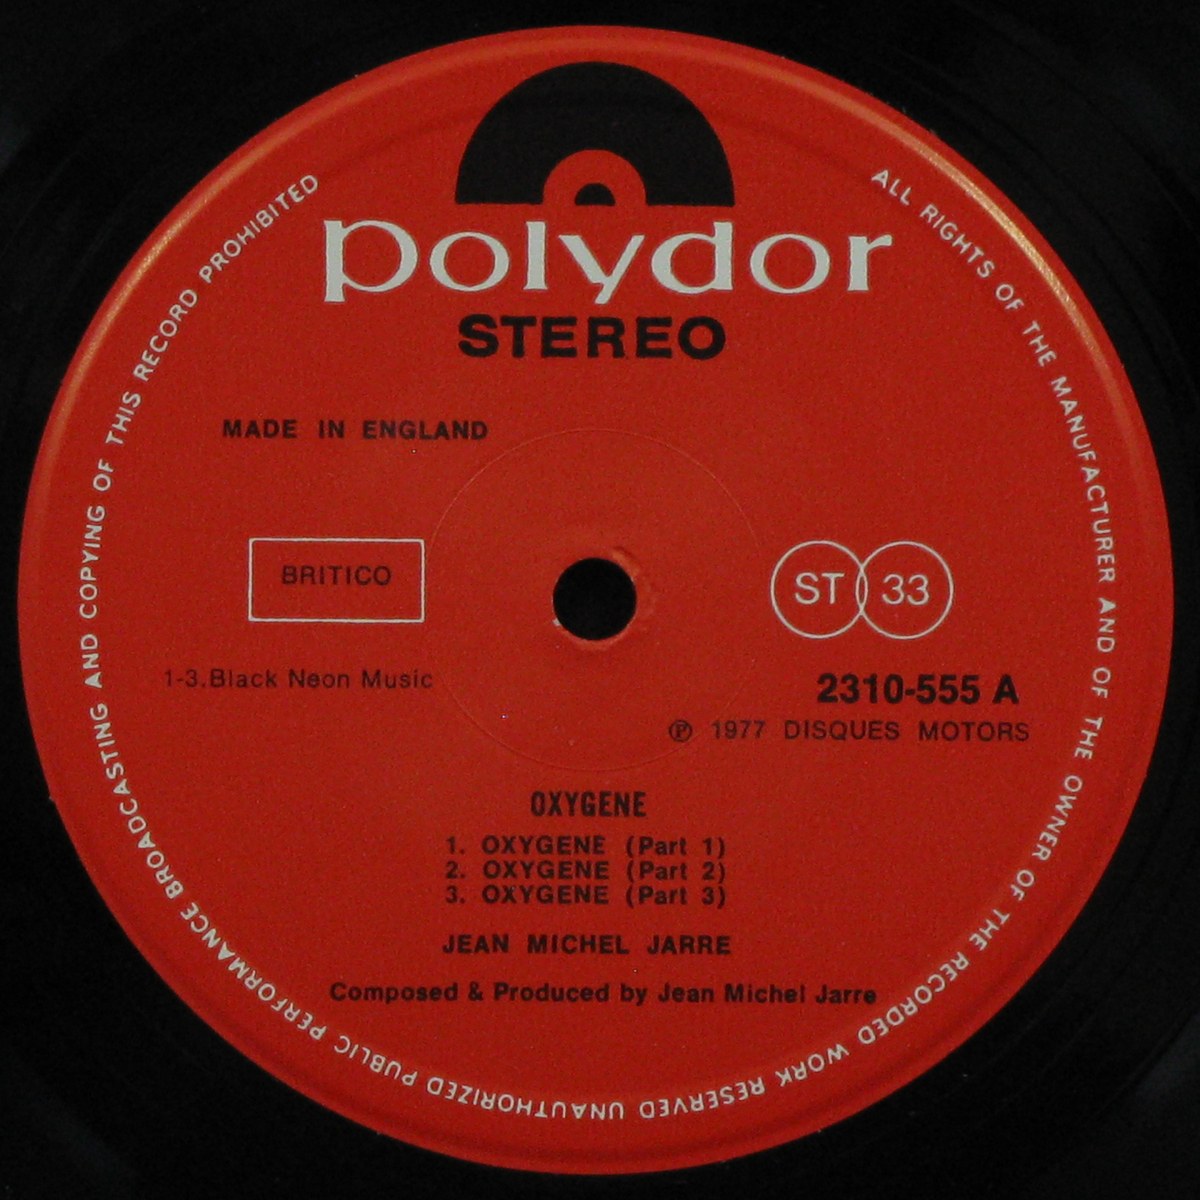 polydor
STEREO
MADE IN ENGLAND
BRITICO
ST 33
1-3.Black Neon Music
2310-555 A
℗ 1977 DISQUES MOTORS
OXYGENE
1. OXYGENE (Part 1)
2. OXYGENE (Part 2)
3. OXYGENE (Part 3)
JEAN MICHEL JARRE
Composed & Produced by Jean Michel Jarre
ALL RIGHTS OF THE MANUFACTURER AND OF THE OWNER OF THE RECORDED WORK RESERVED UNAUTHORIZED PUBLIC PERFORMANCE BROADCASTING AND COPYING OF THIS RECORD PROHIBITED